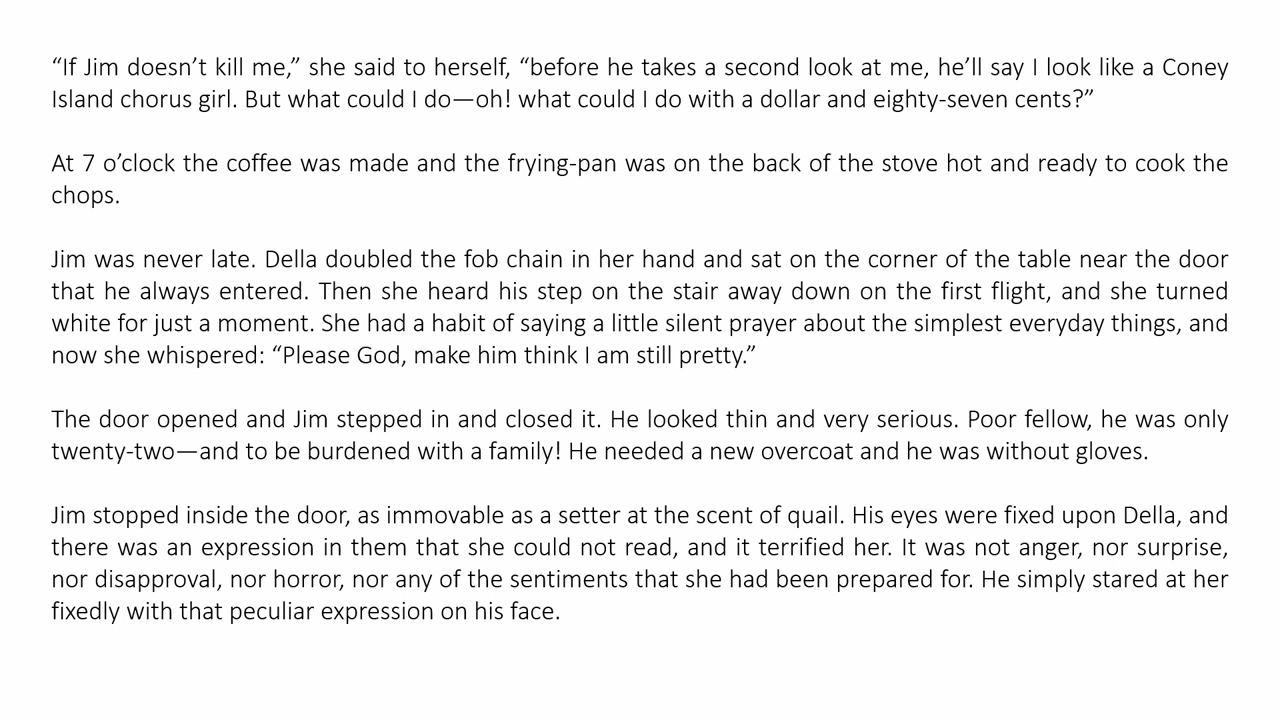 “If Jim doesn’t kill me,” she said to herself, “before he takes a second look at me, he’ll say I look like a Coney
Island chorus girl. But what could I do—oh! what could I do with a dollar and eighty-seven cents?”
At 7 o’clock the coffee was made and the frying-pan was on the back of the stove hot and ready to cook the
chops.
Jim was never late. Della doubled the fob chain in her hand and sat on the corner of the table near the door
that he always entered. Then she heard his step on the stair away down on the first flight, and she turned
white for just a moment. She had a habit of saying a little silent prayer about the simplest everyday things, and
now she whispered: “Please God, make him think I am still pretty.”
The door opened and Jim stepped in and closed it. He looked thin and very serious. Poor fellow, he was only
twenty-two—and to be burdened with a family! He needed a new overcoat and he was without gloves.
Jim stopped inside the door, as immovable as a setter at the scent of quail. His eyes were fixed upon Della, and
there was an expression in them that she could not read, and it terrified her. It was not anger, nor surprise,
nor disapproval, nor horror, nor any of the sentiments that she had been prepared for. He simply stared at her
fixedly with that peculiar expression on his face.